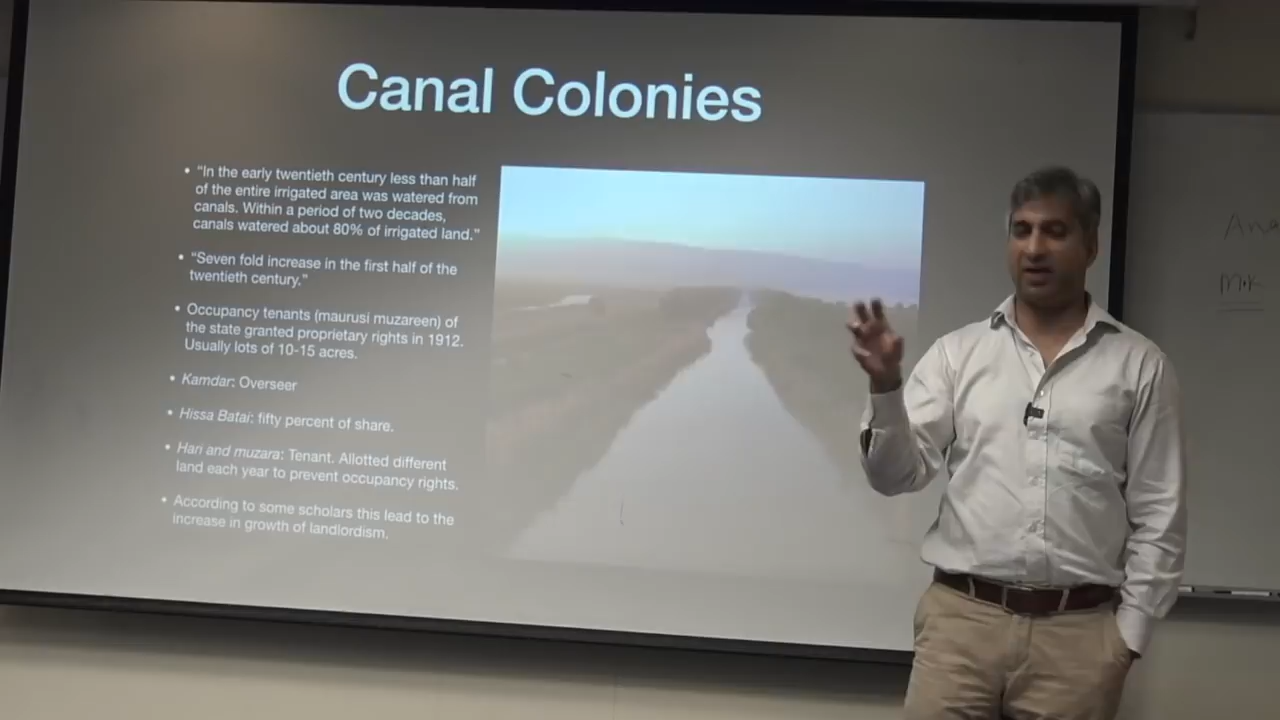 Canal Colonies
• “In the early twentieth century less than half
of the entire irrigated area was watered from
canals. Within a period of two decades,
canals watered about 80% of irrigated land.”
• “Seven fold increase in the first half of the
twentieth century.”
• Occupancy tenants (maurusi muzareen) of
the state granted proprietary rights in 1912.
Usually lots of 10-15 acres.
• Kamdar: Overseer
• Hissa Batai: fifty percent of share.
• Hari and muzara: Tenant. Allotted different
land each year to prevent occupancy rights.
• According to some scholars this lead to the
increase in growth of landlordism.